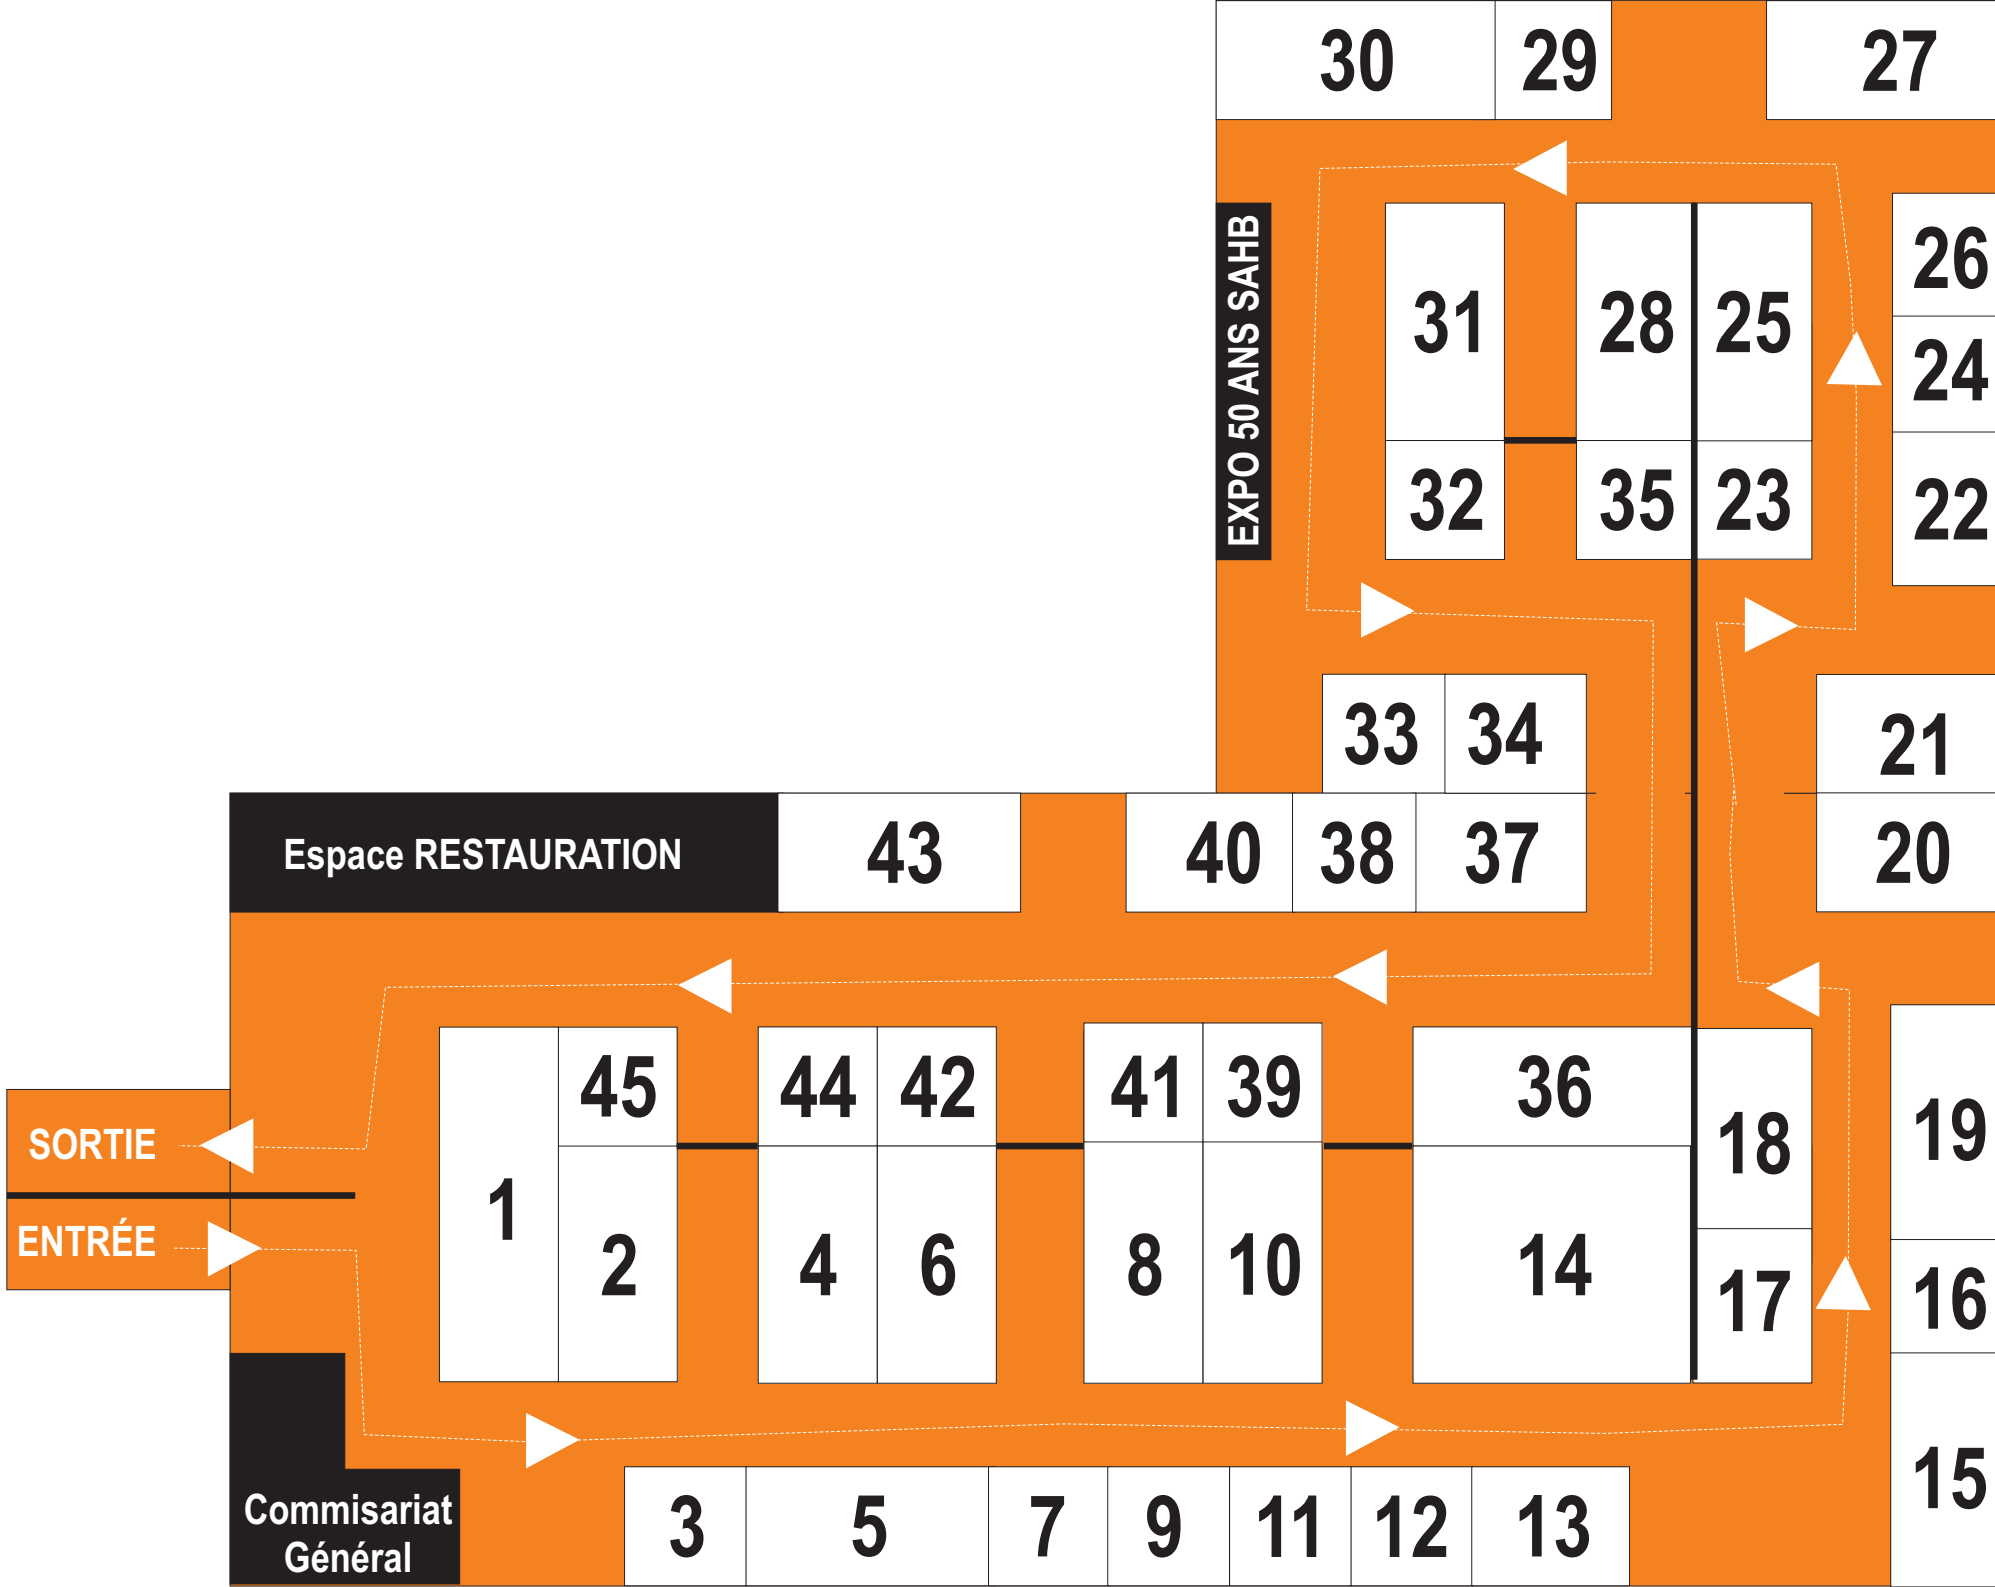 30 29 27
EXPO 50 ANS SAHB
31 28 25 26
24
32 35 23 22
33 34 21
Espace RESTAURATION 43 40 38 37 20
45 44 42 41 39 36 18 19
SORTIE
1
ENTRÉE
2 4 6 8 10 14 17 16
Commisariat
Général
3 5 7 9 11 12 13 15